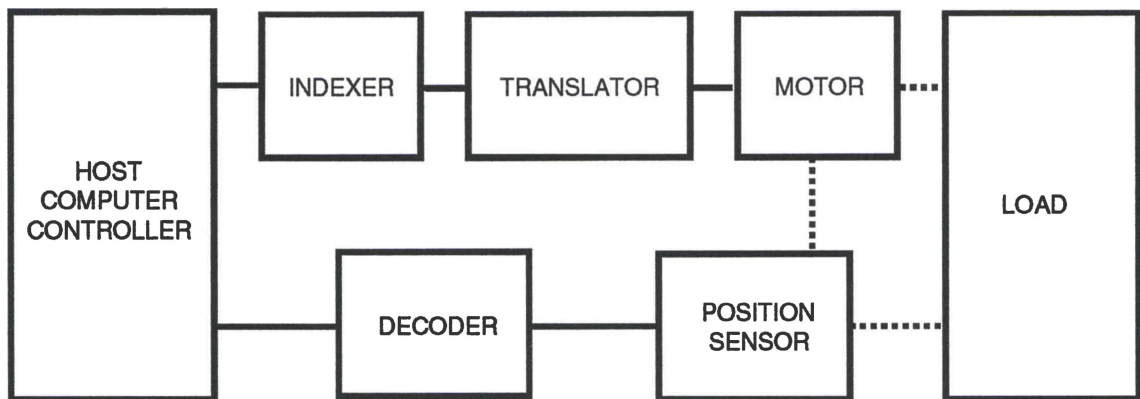 HOST
COMPUTER
CONTROLLER
INDEXER
TRANSLATOR
MOTOR
LOAD
DECODER
POSITION
SENSOR